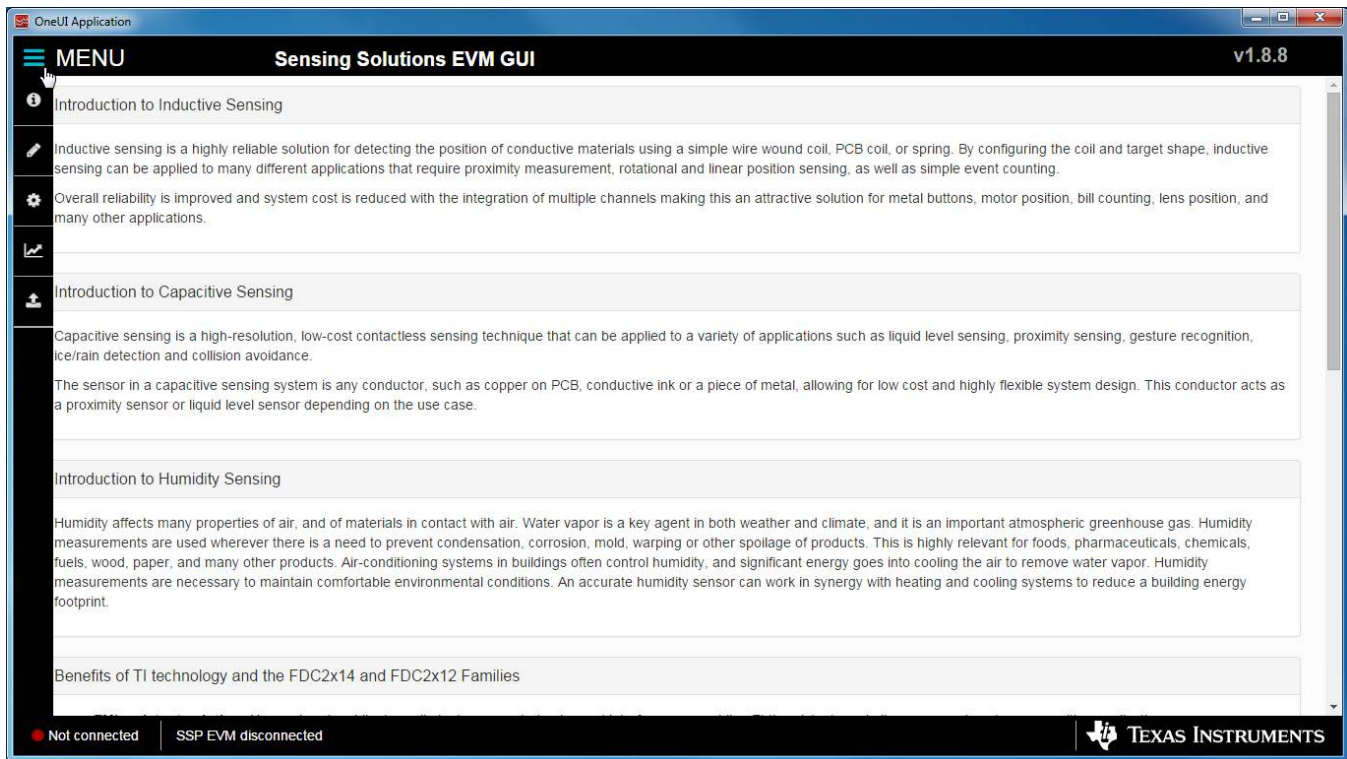 OneUI Application
MENU
Sensing Solutions EVM GUI
v1.8.8
Introduction to Inductive Sensing
Inductive sensing is a highly reliable solution for detecting the position of conductive materials using a simple wire wound coil, PCB coil, or spring. By configuring the coil and target shape, inductive
sensing can be applied to many different applications that require proximity measurement, rotational and linear position sensing, as well as simple event counting.
Overall reliability is improved and system cost is reduced with the integration of multiple channels making this an attractive solution for metal buttons, motor position, bill counting, lens position, and
many other applications.
Introduction to Capacitive Sensing
Capacitive sensing is a high-resolution, low-cost contactless sensing technique that can be applied to a variety of applications such as liquid level sensing, proximity sensing, gesture recognition,
ice/rain detection and collision avoidance.
The sensor in a capacitive sensing system is any conductor, such as copper on PCB, conductive ink or a piece of metal, allowing for low cost and highly flexible system design. This conductor acts as
a proximity sensor or liquid level sensor depending on the use case.
Introduction to Humidity Sensing
Humidity affects many properties of air, and of materials in contact with air. Water vapor is a key agent in both weather and climate, and it is an important atmospheric greenhouse gas. Humidity
measurements are used wherever there is a need to prevent condensation, corrosion, mold, warping or other spoilage of products. This is highly relevant for foods, pharmaceuticals, chemicals,
fuels, wood, paper, and many other products. Air-conditioning systems in buildings often control humidity, and significant energy goes into cooling the air to remove water vapor. Humidity
measurements are necessary to maintain comfortable environmental conditions. An accurate humidity sensor can work in synergy with heating and cooling systems to reduce a building energy
footprint.
Benefits of TI technology and the FDC2x14 and FDC2x12 Families
Not connected
SSP EVM disconnected
TEXAS INSTRUMENTS